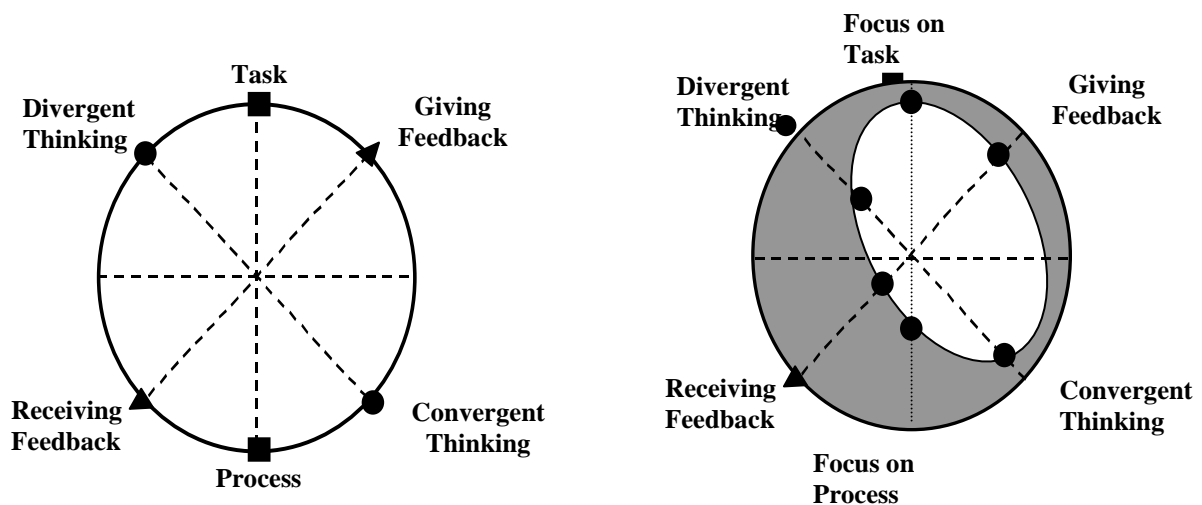 Task
Divergent
Thinking
Giving
Feedback
Receiving
Feedback
Convergent
Thinking
Process
Focus on
Task
Divergent
Thinking
Giving
Feedback
Receiving
Feedback
Convergent
Thinking
Focus on
Process